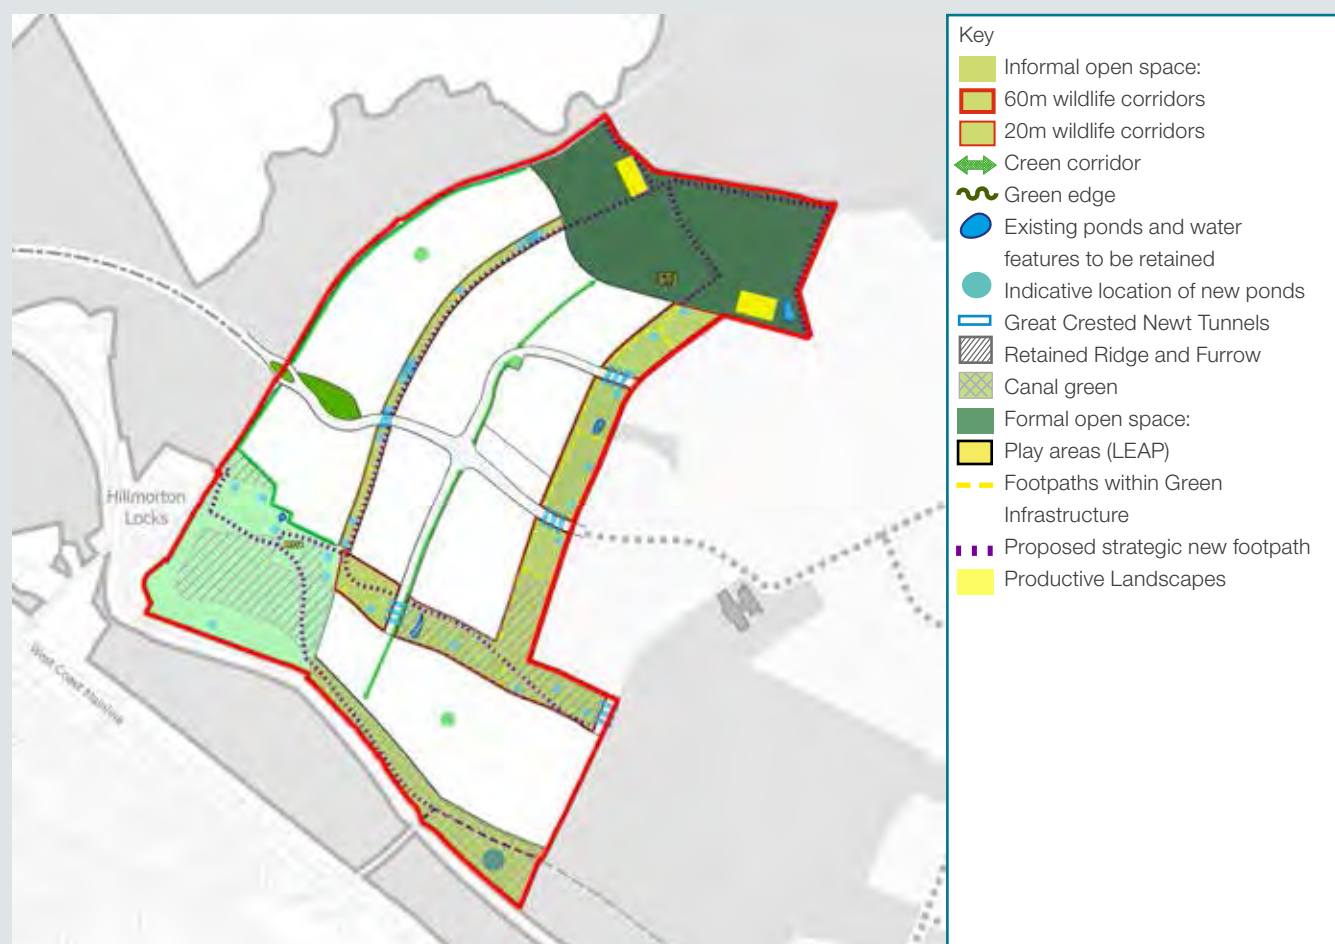 Key
Informal open space:
60m wildlife corridors
20m wildlife corridors
Creen corridor
Green edge
Existing ponds and water
features to be retained
Indicative location of new ponds
Great Crested Newt Tunnels
Retained Ridge and Furrow
Canal green
Formal open space:
Play areas (LEAP)
Footpaths within Green
Infrastructure
Proposed strategic new footpath
Productive Landscapes
Hillmorton
Locks
West Coast Mainline